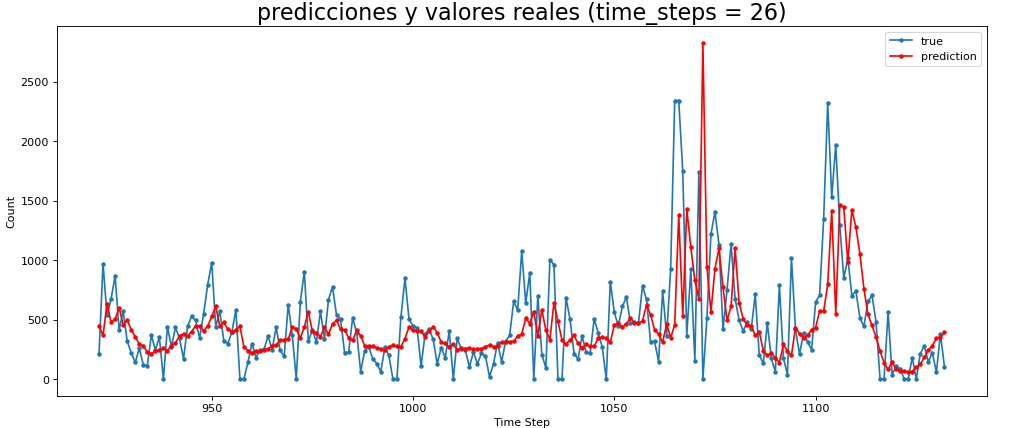 predicciones y valores reales (time_steps = 26)
true
prediction
2500
2000
1500
1000
500
0
Count
950
1000
1050
1100
Time Step